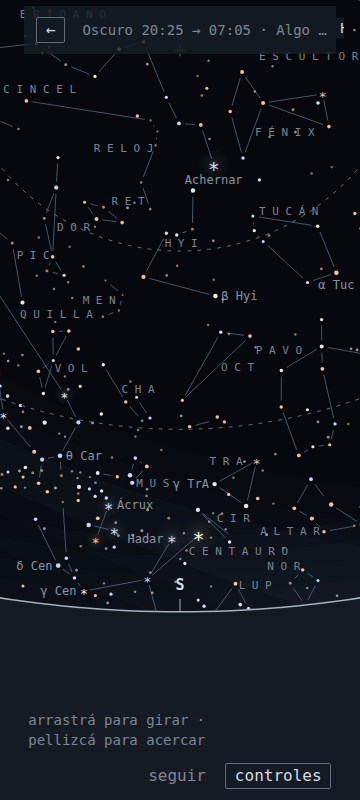 ERIDANO
← Oscuro 20:25 → 07:05 · Algo …
ESCULTOR
CINCEL
FÉNIX
RELOJ
Achernar
RET
TUCÁN
DOR
HYI
PIC
α Tuc
MEN
β Hyi
QUILLA
PAVO
VOL
OCT
CHA
θ Car
TRA
MUS
γ TrA
Ácrux
CIR
ALTAR
Hadar
CENTAURO
δ Cen
NOR
γ Cen
S
LUP
arrastrá para girar ·
pellizcá para acercar
seguir
controles